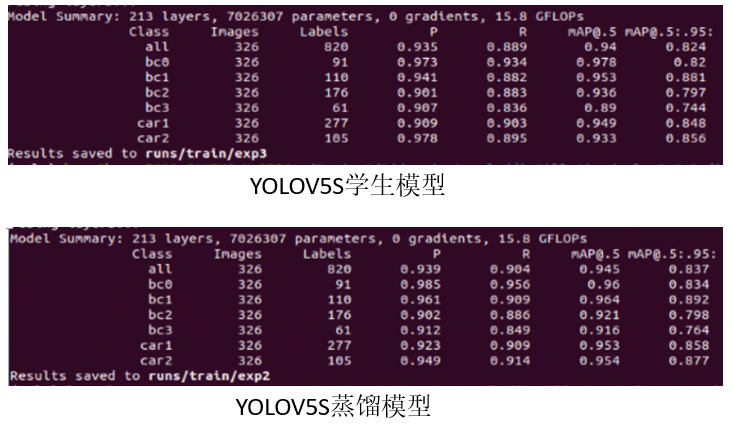 Model Summary: 213 layers, 7026307 parameters, 0 gradients, 15.8 GFLOPs
Class Images Labels P R mAP@.5 mAP@.5:.95:
all 326 820 0.935 0.889 0.94 0.824
bc0 326 91 0.973 0.934 0.978 0.82
bc1 326 110 0.941 0.882 0.953 0.881
bc2 326 176 0.901 0.883 0.936 0.797
bc3 326 61 0.907 0.836 0.89 0.744
car1 326 277 0.909 0.903 0.949 0.848
car2 326 105 0.978 0.895 0.933 0.856
Results saved to runs/train/exp3
YOLOV5S学生模型
Model Summary: 213 layers, 7026307 parameters, 0 gradients, 15.8 GFLOPs
Class Images Labels P R mAP@.5 mAP@.5:.95:
all 326 820 0.939 0.904 0.945 0.837
bc0 326 91 0.985 0.956 0.96 0.834
bc1 326 110 0.961 0.909 0.964 0.892
bc2 326 176 0.902 0.886 0.921 0.798
bc3 326 61 0.912 0.849 0.916 0.764
car1 326 277 0.923 0.909 0.953 0.858
car2 326 105 0.949 0.914 0.954 0.877
Results saved to runs/train/exp2
YOLOV5S蒸馏模型